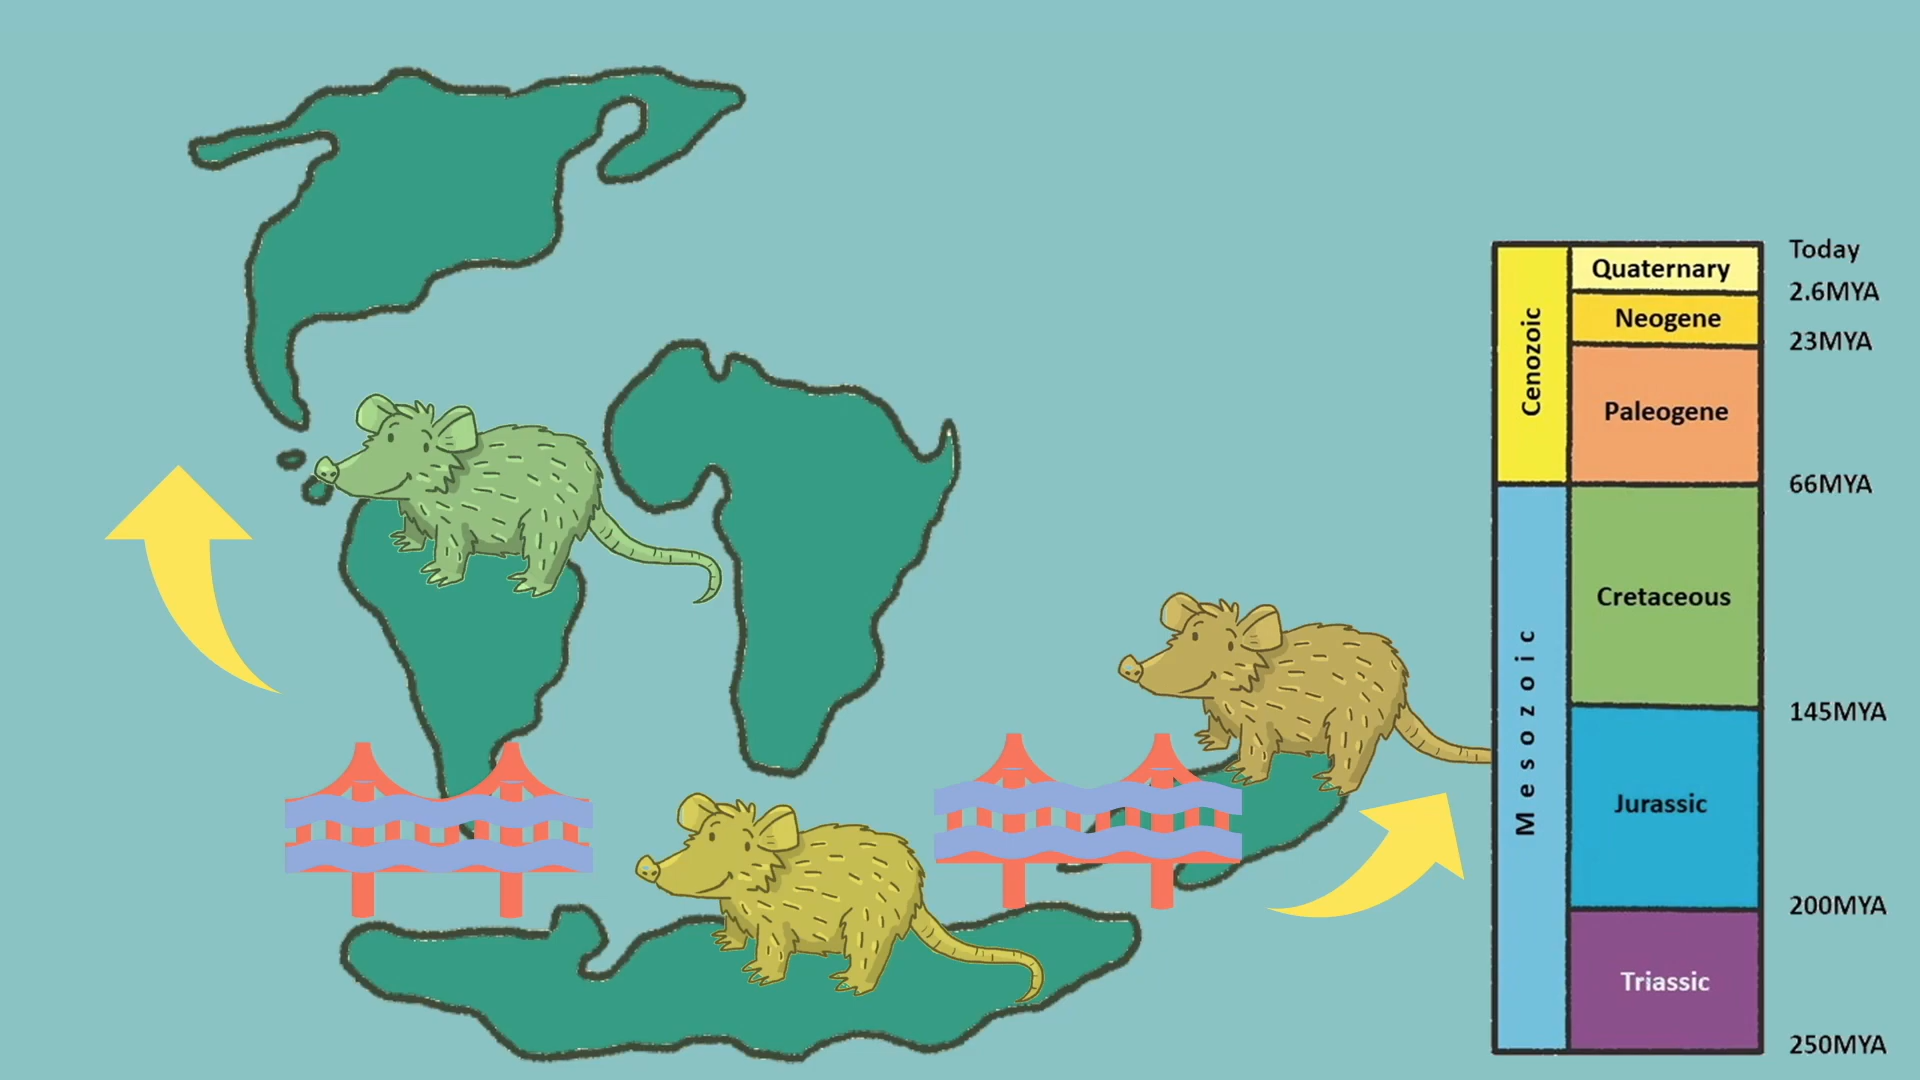 Cenozoic
Quaternary
Neogene
Paleogene
Mesozoic
Cretaceous
Jurassic
Triassic
Today
2.6MYA
23MYA
66MYA
145MYA
200MYA
250MYA